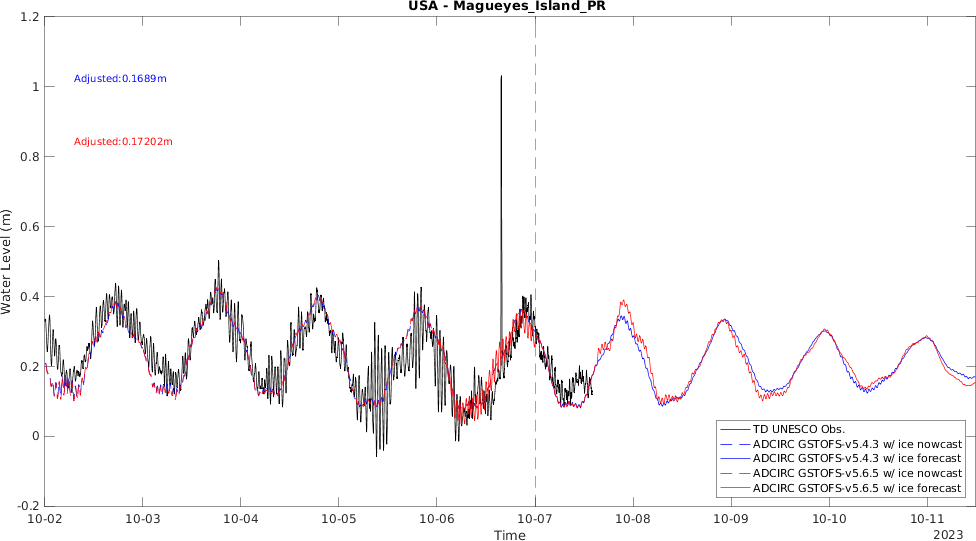 USA - Magueyes_Island_PR
1.2
1
0.8
0.6
0.4
0.2
0
-0.2
Water Level (m)
Adjusted:0.1689m
Adjusted:0.17202m
TD UNESCO Obs.
ADCIRC GSTOFS-v5.4.3 w/ ice nowcast
ADCIRC GSTOFS-v5.4.3 w/ ice forecast
ADCIRC GSTOFS-v5.6.5 w/ ice nowcast
ADCIRC GSTOFS-v5.6.5 w/ ice forecast
10-02 10-03 10-04 10-05 10-06 10-07 10-08 10-09 10-10 10-11
Time
2023